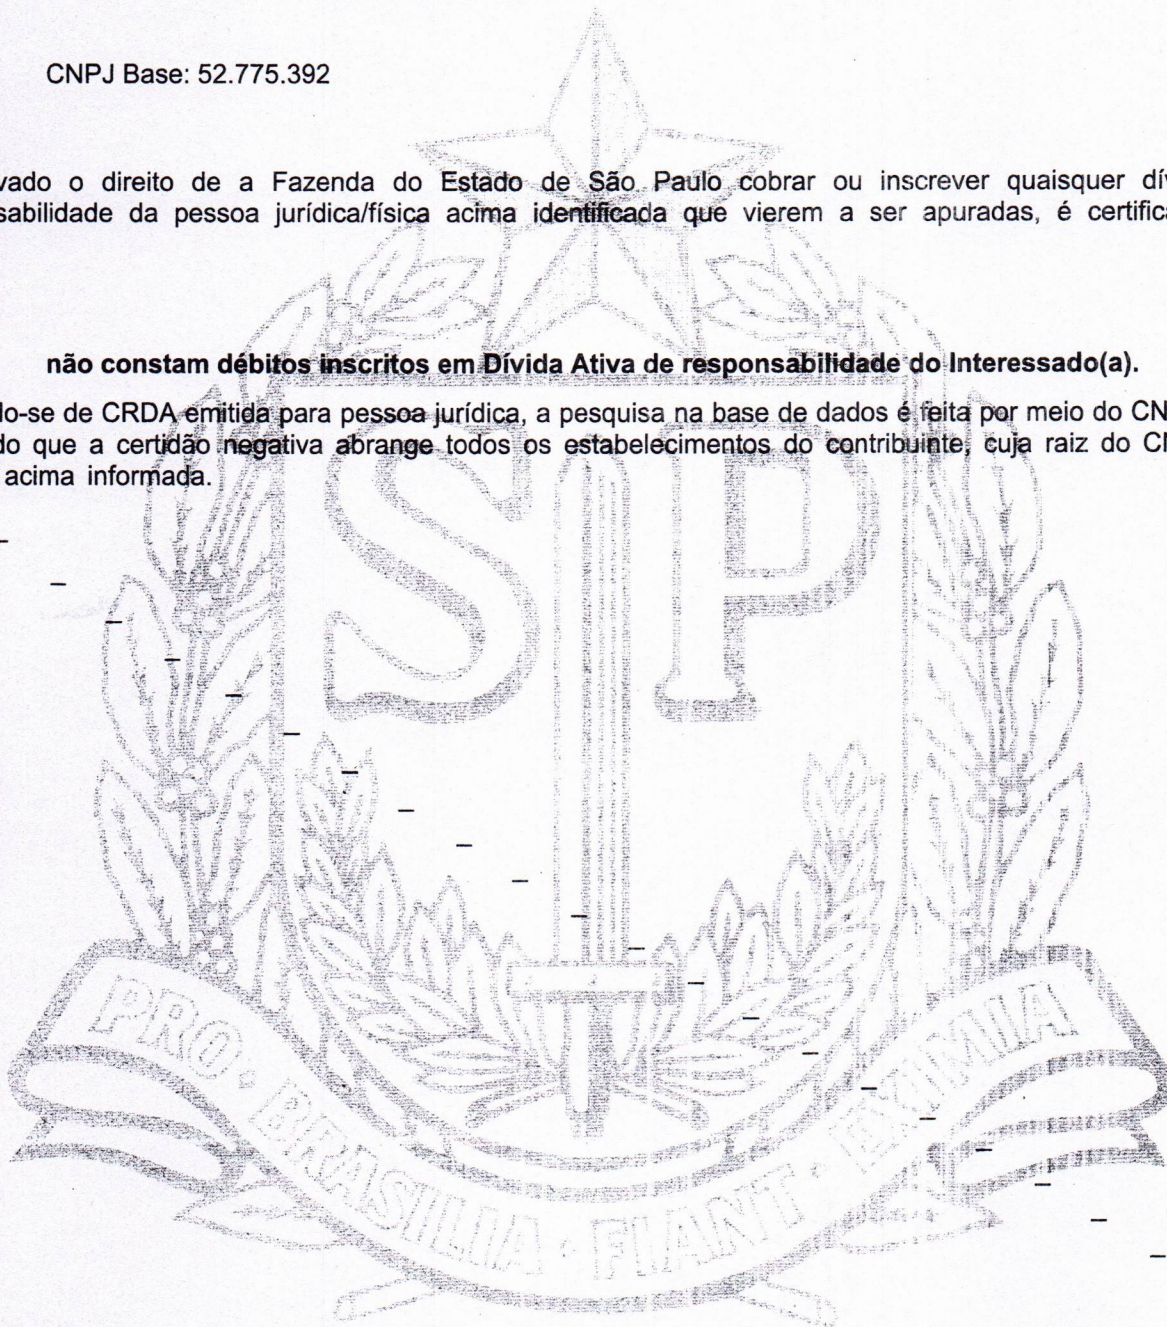 CNPJ Base: 52.775.392
vado o direito de a Fazenda do Estado de São Paulo cobrar ou inscrever quaisquer dív
sabilidade da pessoa jurídica/física acima identificada que vierem a ser apuradas, é certifica
não constam débitos inscritos em Dívida Ativa de responsabilidade do Interessado(a).
do-se de CRDA emitida para pessoa jurídica, a pesquisa na base de dados é feita por meio do CN
do que a certidão negativa abrange todos os estabelecimentos do contribuinte, cuja raiz do CN
acima informada.
SP
PRO · BRASILIA · FIANT · EXIMIA